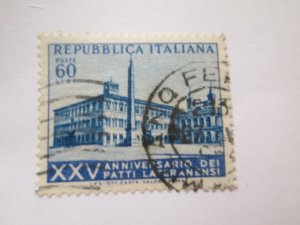 REPUBBLICA ITALIANA
POSTE
60
LIRE
XXV ANNIVERSARIO DEI
PATTI LATERANENSI